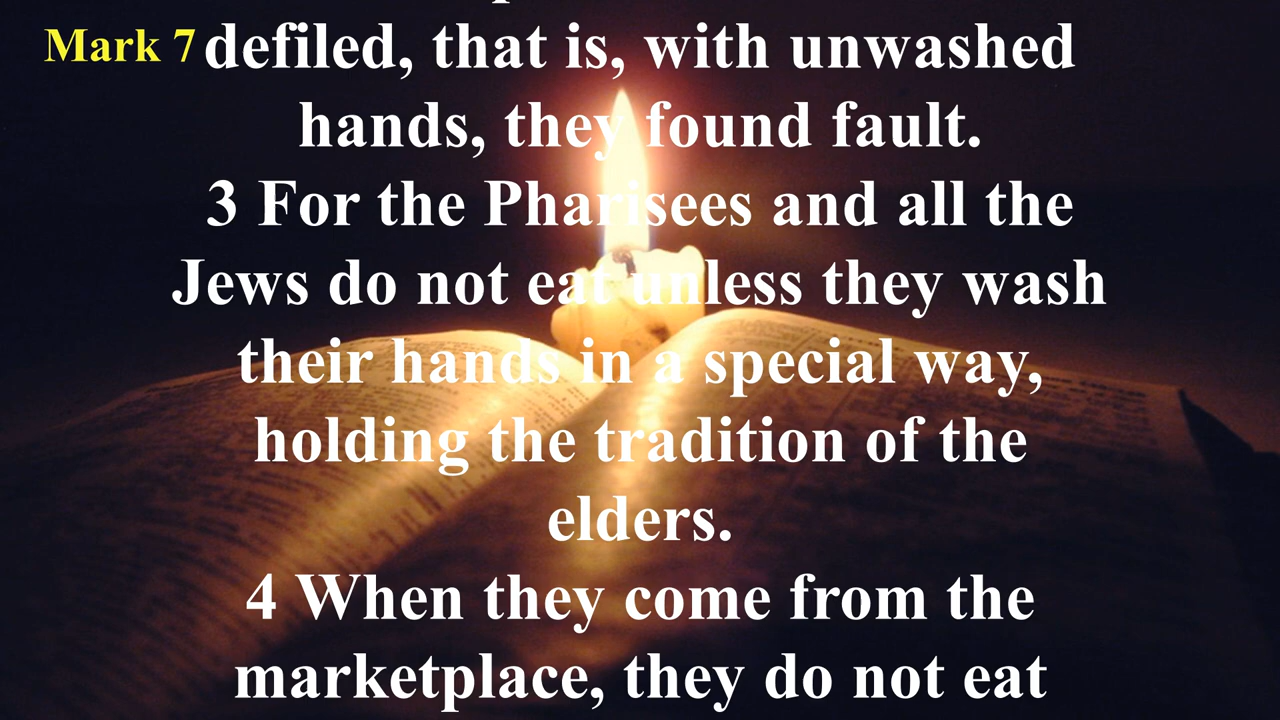 Mark 7
defiled, that is, with unwashed
hands, they found fault.
3 For the Pharisees and all the
Jews do not eat unless they wash
their hands in a special way,
holding the tradition of the
elders.
4 When they come from the
marketplace, they do not eat